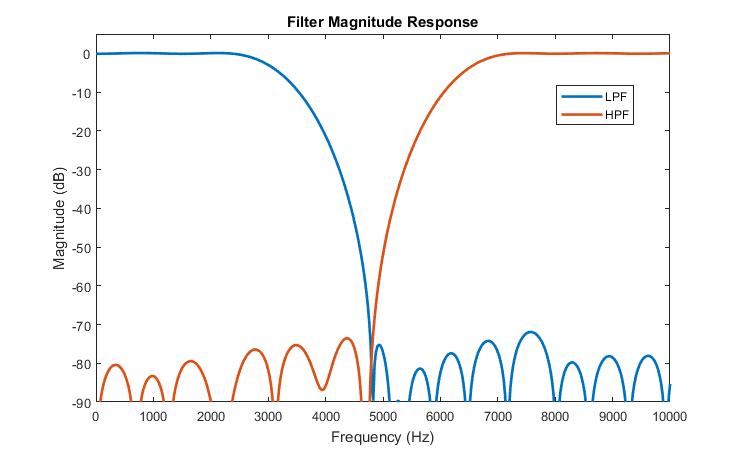 Filter Magnitude Response
Magnitude (dB)
0
-10
-20
-30
-40
-50
-60
-70
-80
-90
LPF
HPF
0 1000 2000 3000 4000 5000 6000 7000 8000 9000 10000
Frequency (Hz)